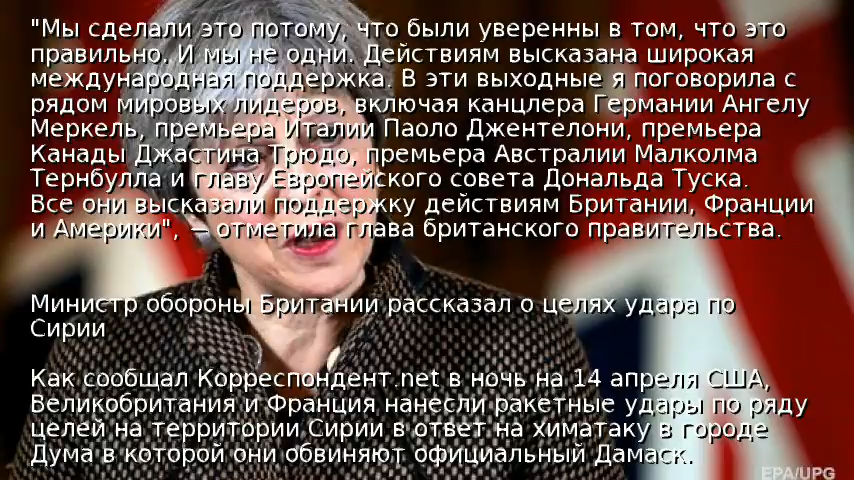 "Мы сделали это потому, что были уверенны в том, что это
правильно. И мы не одни. Действиям высказана широкая
международная поддержка. В эти выходные я поговорила с
рядом мировых лидеров, включая канцлера Германии Ангелу
Меркель, премьера Италии Паоло Джентелони, премьера
Канады Джастина Трюдо, премьера Австралии Малколма
Тернбулла и главу Европейского совета Дональда Туска.
Все они высказали поддержку действиям Британии, Франции
и Америки", — отметила глава британского правительства.
Министр обороны Британии рассказал о целях удара по
Сирии
Как сообщал Корреспондент.net в ночь на 14 апреля США,
Великобритания и Франция нанесли ракетные удары по ряду
целей на территории Сирии в ответ на химатаку в городе
Дума в которой они обвиняют официальный Дамаск.
EPA/UPG